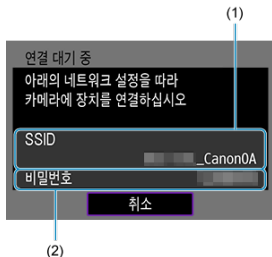 (1)
연결 대기 중
아래의 네트워크 설정을 따라
카메라에 장치를 연결하십시오
SSID
_Canon0A
비밀번호
취소
(2)